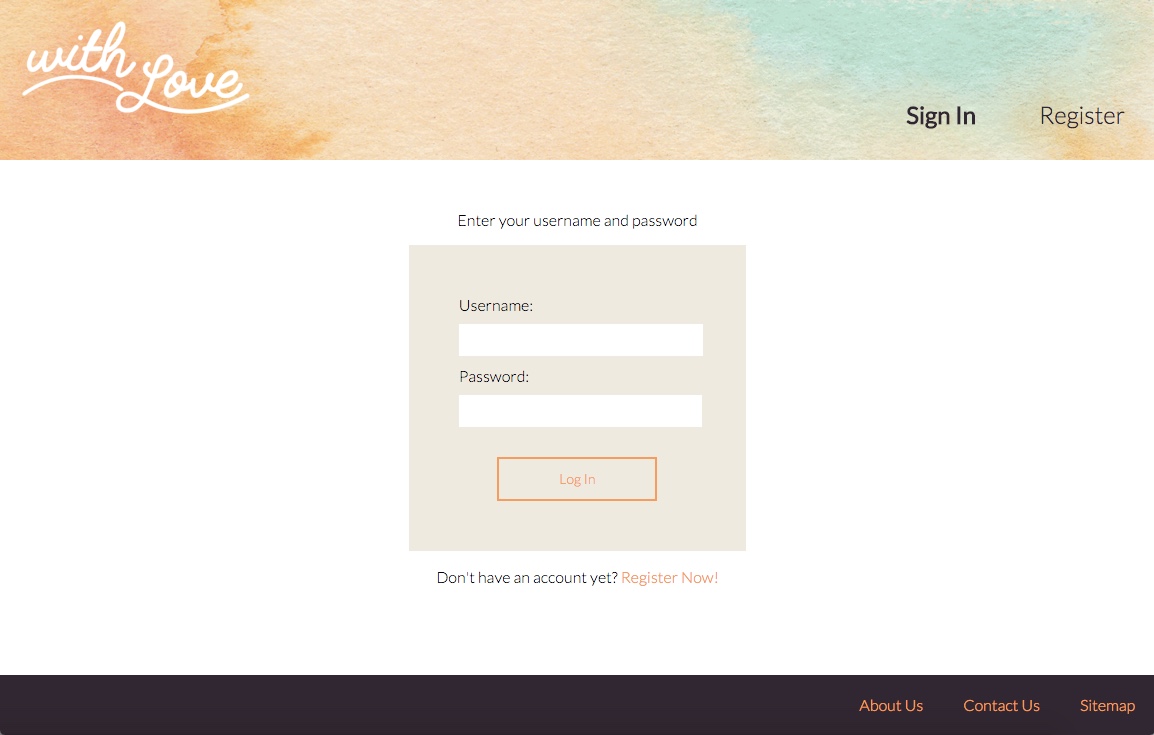 with Love
Sign In Register
Enter your username and password
Username:
Password:
Log In
Don't have an account yet? Register Now!
About Us Contact Us Sitemap